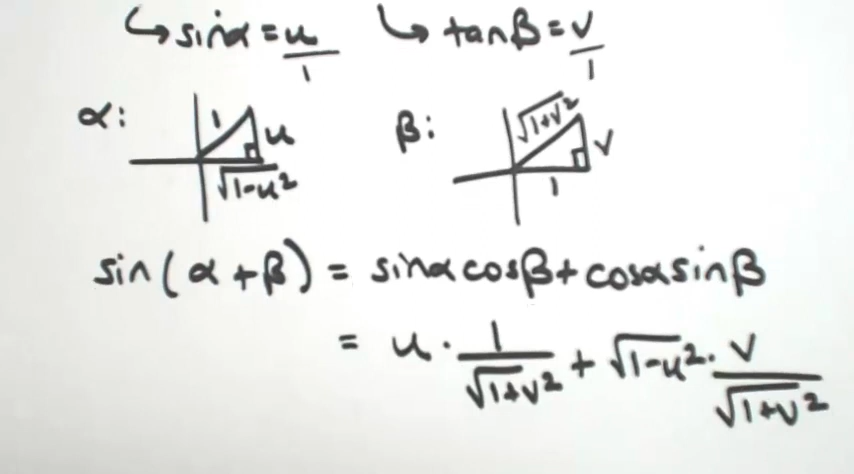 ↳ sinα = u/1 ↳ tanβ = v/1
α: 1 u √1-u² β: √1+v² v 1
sin(α + β) = sinα cosβ + cosα sinβ
= u · 1/√1+v² + √1-u² · v/√1+v²